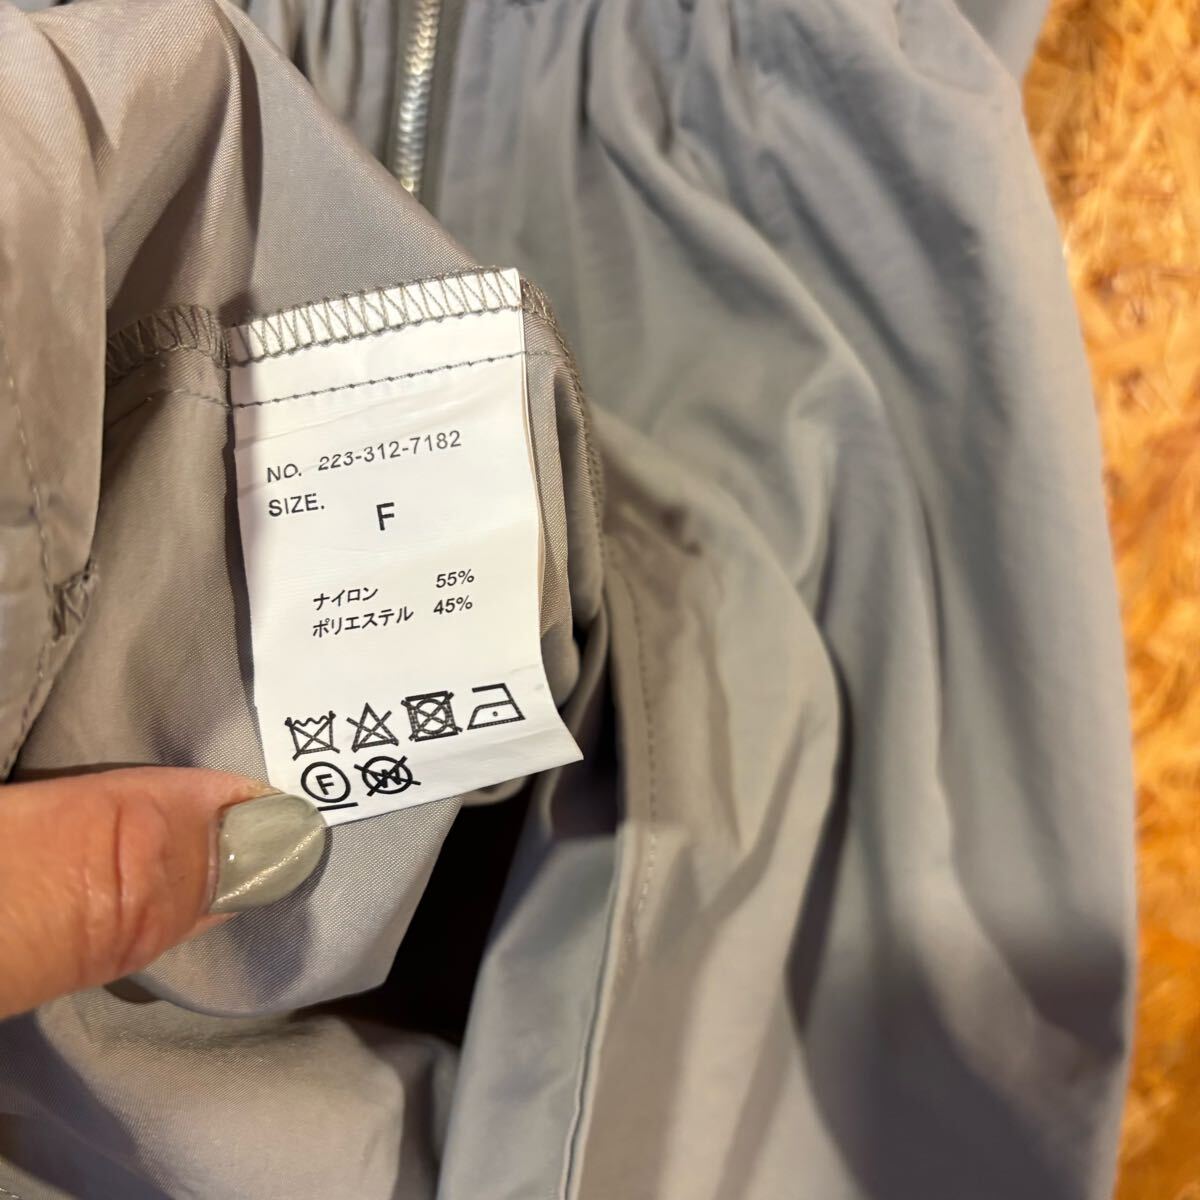 NO. 223-312-7182
SIZE.
F
ナイロン 55%
ポリエステル 45%
F W